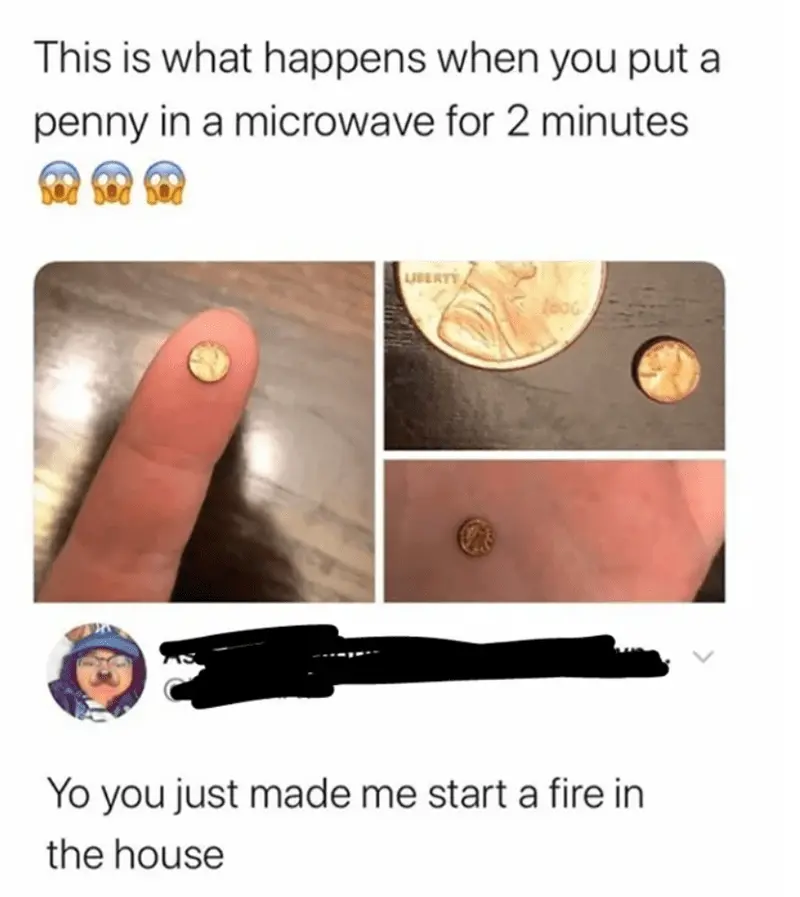 This is what happens when you put a
penny in a microwave for 2 minutes
😱 😱 😱
LIBERTY
Yo you just made me start a fire in
the house